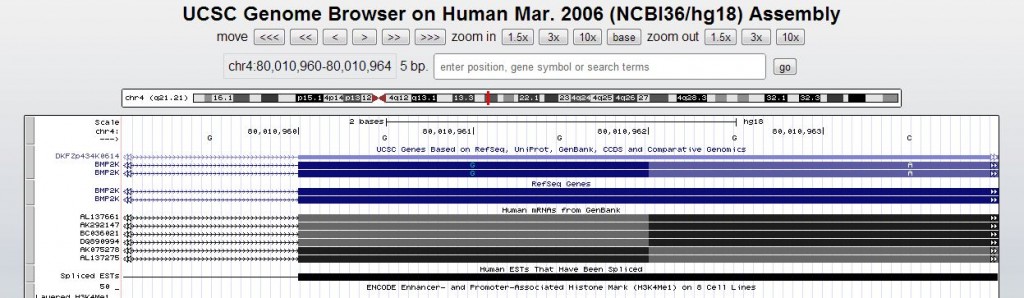 UCSC Genome Browser on Human Mar. 2006 (NCBI36/hg18) Assembly
move <<< << < > >> >>> zoom in 1.5x 3x 10x base zoom out 1.5x 3x 10x
chr4:80,010,960-80,010,964 5 bp. enter position, gene symbol or search terms go
chr4 (q21.21) 16.1 p15.1 4p14 p13 12 4q12 q13.1 13.3 22.1 23 4q24 4q25 4q26 27 4q28.3 32.1 32.3
Scale 2 bases hg18
chr4: 80,010,960 80,010,961 80,010,962 80,010,963
---> G G G G C
UCSC Genes Based on RefSeq, UniProt, GenBank, CCDS and Comparative Genomics
DKFZp434K0614
BMP2K G A
BMP2K G A
RefSeq Genes
BMP2K
BMP2K
Human mRNAs from GenBank
AL137661
AK292147
BC036021
DQ890994
AK075278
AL137275
Human ESTs That Have Been Spliced
Spliced ESTs
ENCODE Enhancer- and Promoter-Associated Histone Mark (H3K4Me1) on 8 Cell Lines
50 _
Layered H3K4Me1